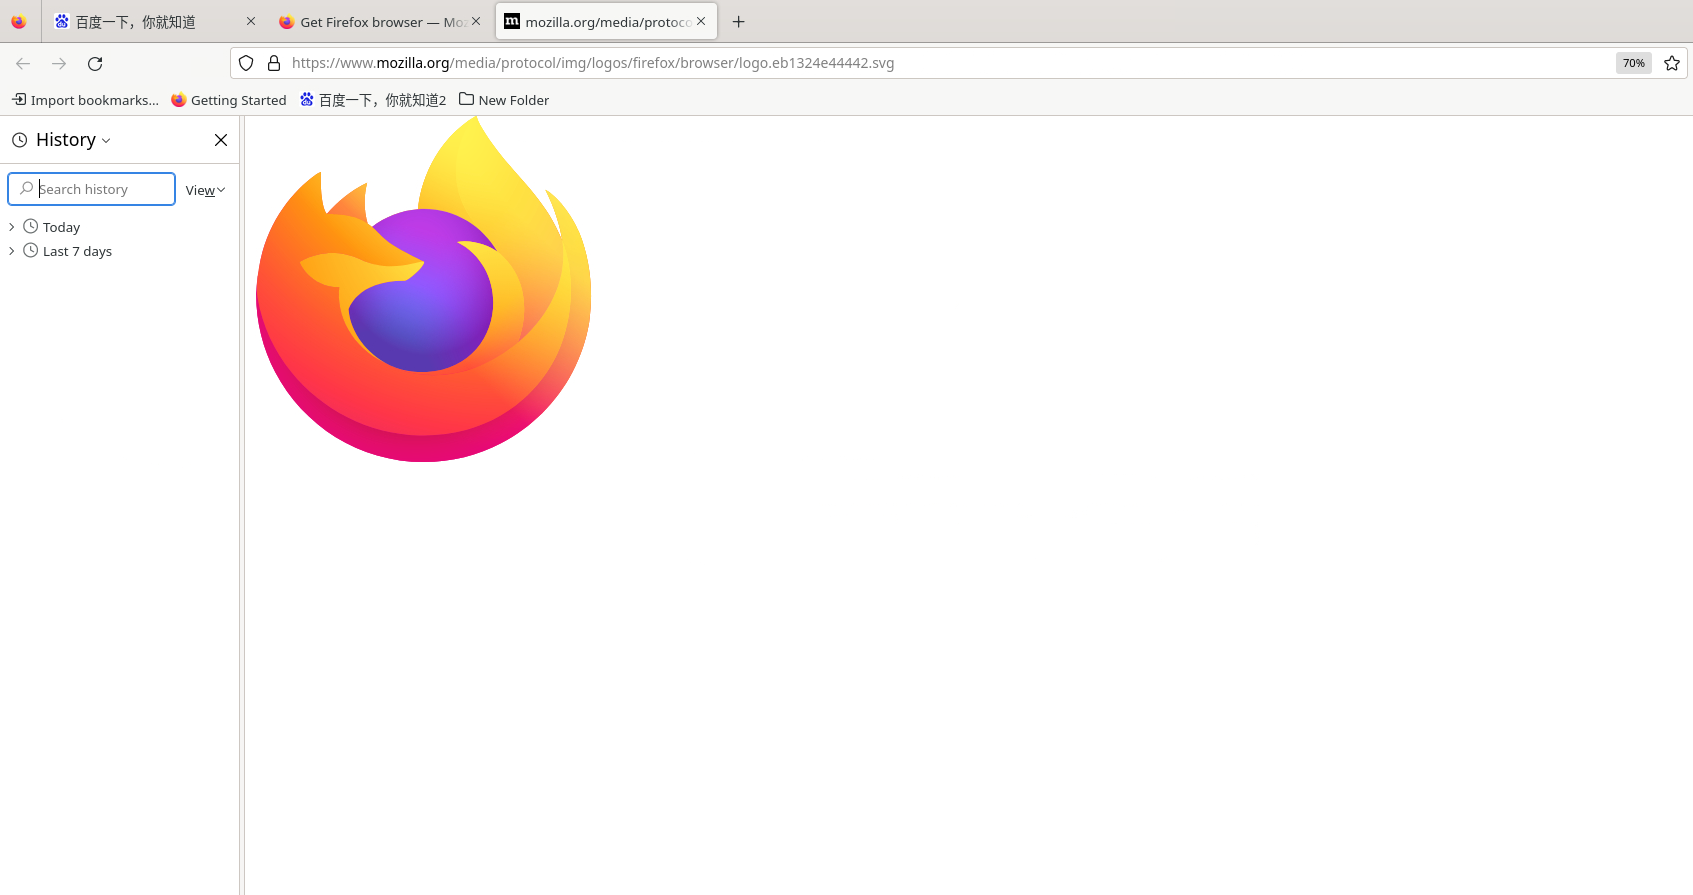 百度一下，你就知道
Get Firefox browser — Moz
mozilla.org/media/protoco
https://www.mozilla.org/media/protocol/img/logos/firefox/browser/logo.eb1324e44442.svg
70%
Import bookmarks...
Getting Started
百度一下，你就知道2
New Folder
History
Search history
View
Today
Last 7 days